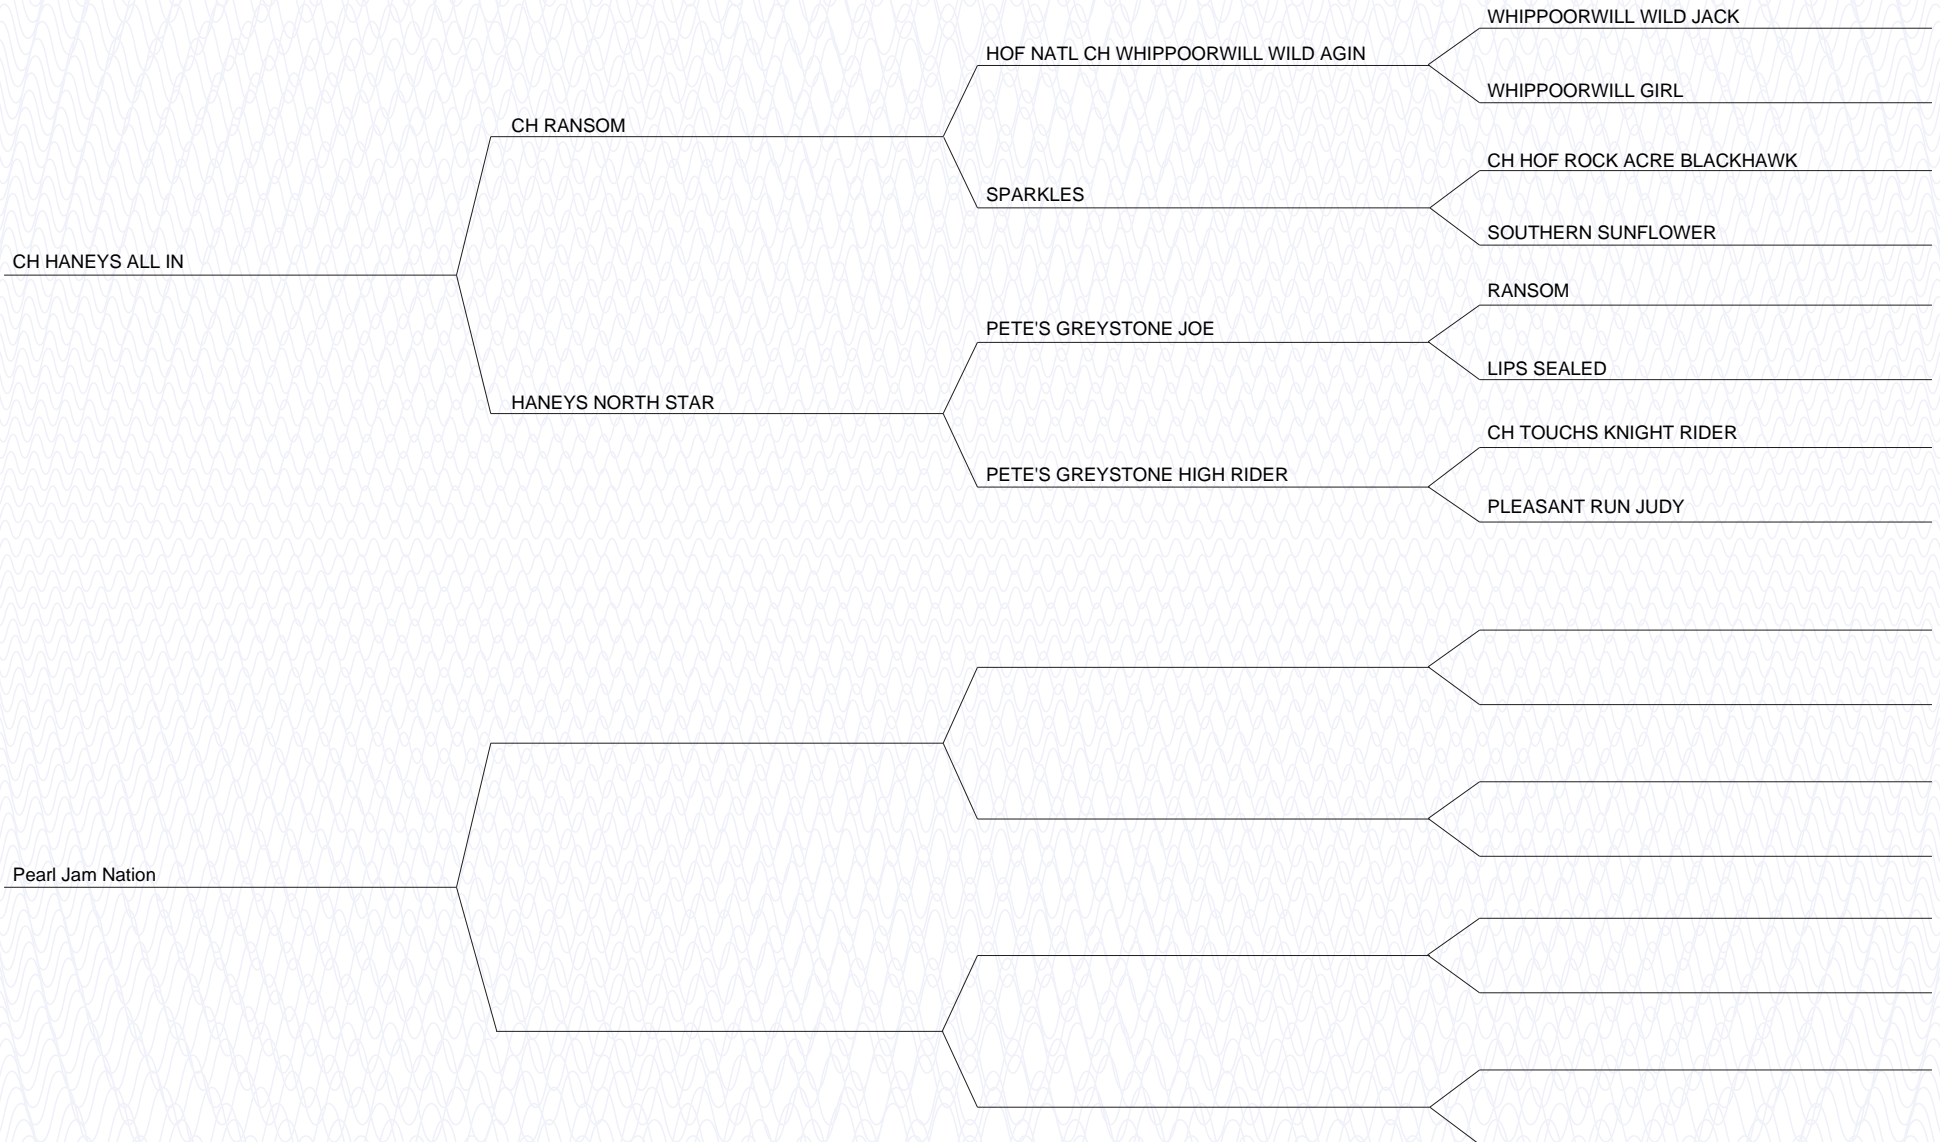 WHIPPOORWILL WILD JACK
HOF NATL CH WHIPPOORWILL WILD AGIN
WHIPPOORWILL GIRL
CH RANSOM
CH HOF ROCK ACRE BLACKHAWK
SPARKLES
SOUTHERN SUNFLOWER
CH HANEYS ALL IN
RANSOM
PETE'S GREYSTONE JOE
LIPS SEALED
HANEYS NORTH STAR
CH TOUCHS KNIGHT RIDER
PETE'S GREYSTONE HIGH RIDER
PLEASANT RUN JUDY
Pearl Jam Nation